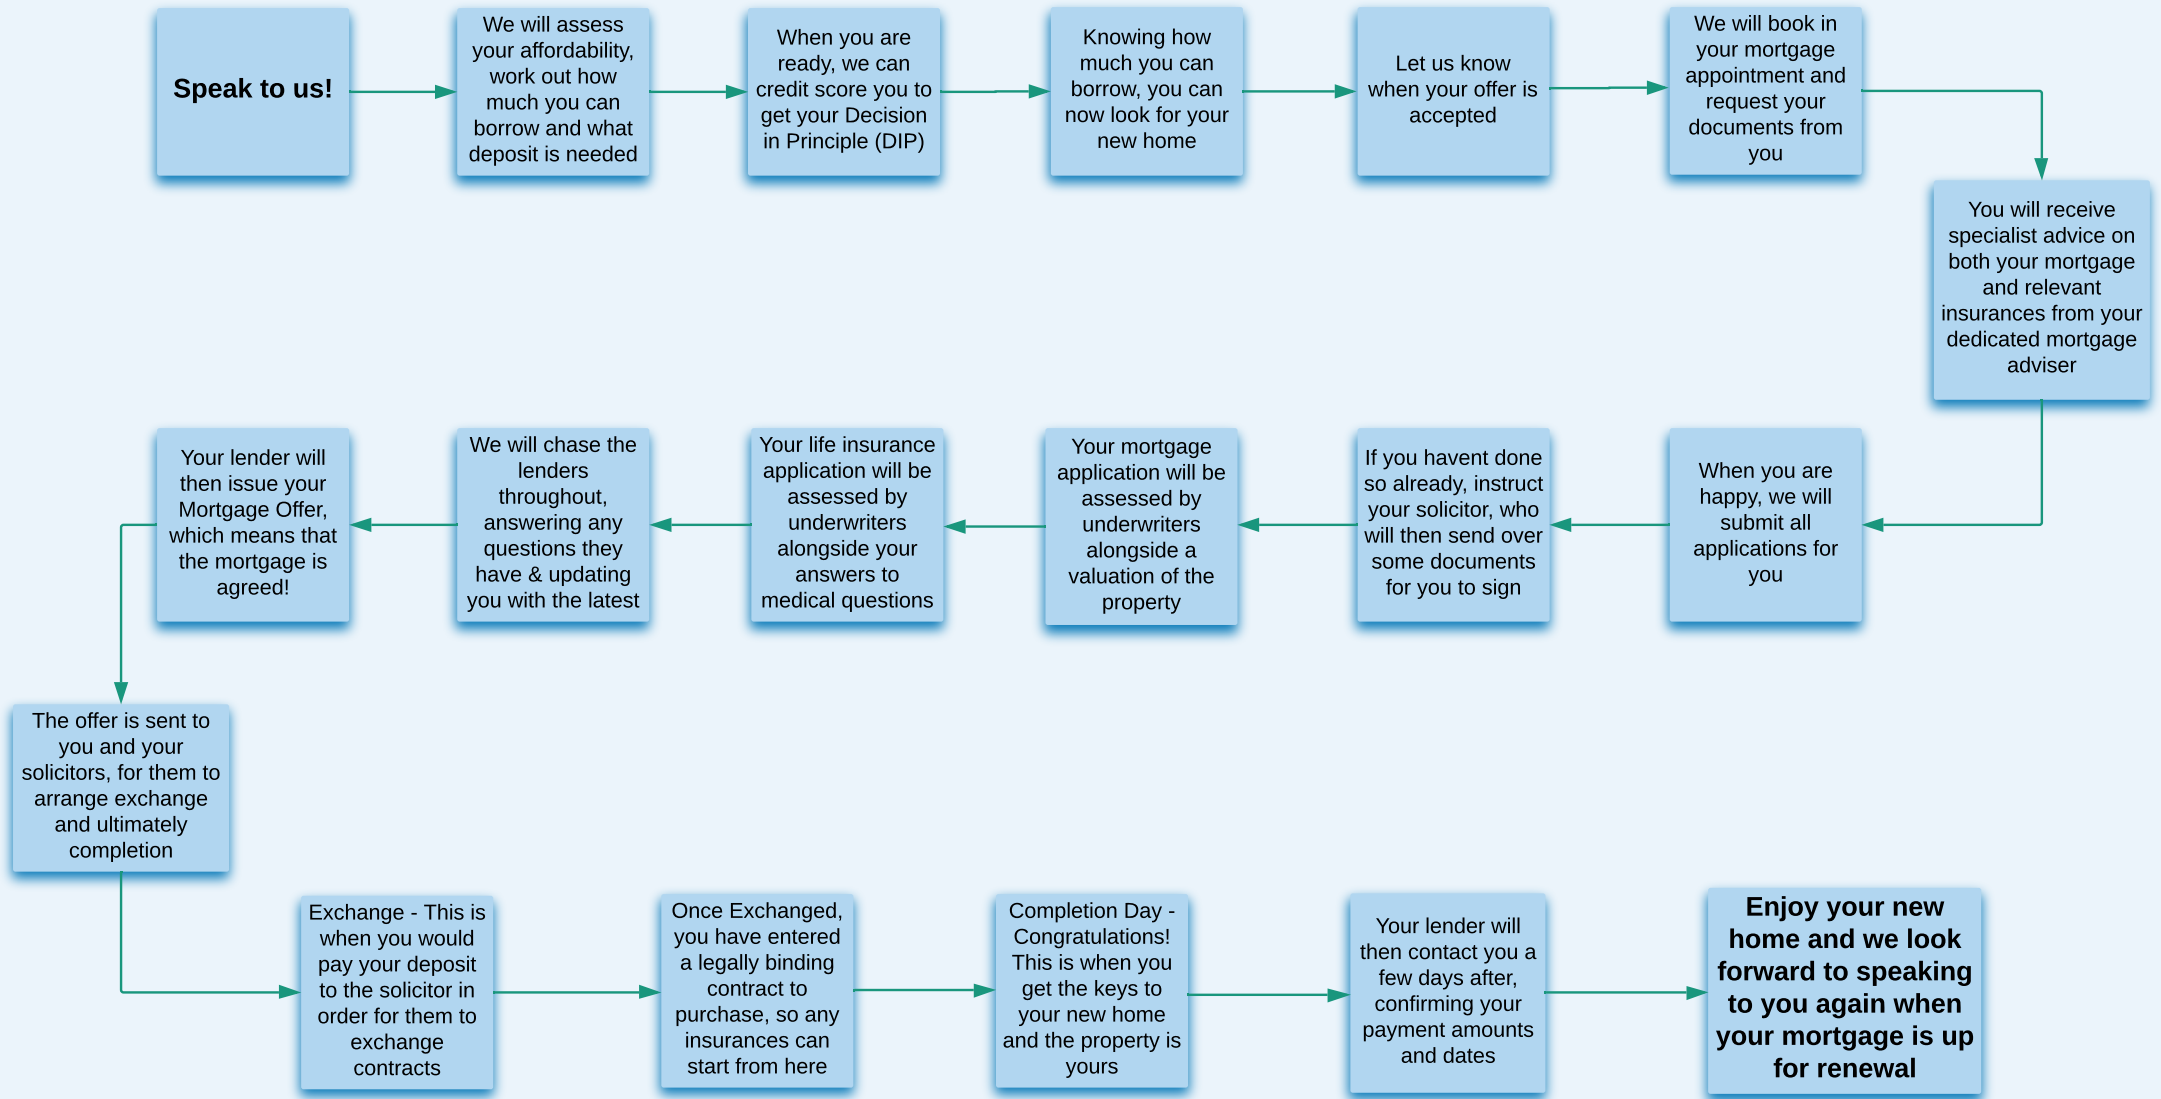 Speak to us!
We will assess
your affordability,
work out how
much you can
borrow and what
deposit is needed
When you are
ready, we can
credit score you to
get your Decision
in Principle (DIP)
Knowing how
much you can
borrow, you can
now look for your
new home
Let us know
when your offer is
accepted
We will book in
your mortgage
appointment and
request your
documents from
you
You will receive
specialist advice on
both your mortgage
and relevant
insurances from your
dedicated mortgage
adviser
When you are
happy, we will
submit all
applications for
you
If you havent done
so already, instruct
your solicitor, who
will then send over
some documents
for you to sign
Your mortgage
application will be
assessed by
underwriters
alongside a
valuation of the
property
Your life insurance
application will be
assessed by
underwriters
alongside your
answers to
medical questions
We will chase the
lenders
throughout,
answering any
questions they
have & updating
you with the latest
Your lender will
then issue your
Mortgage Offer,
which means that
the mortgage is
agreed!
The offer is sent to
you and your
solicitors, for them to
arrange exchange
and ultimately
completion
Exchange - This is
when you would
pay your deposit
to the solicitor in
order for them to
exchange
contracts
Once Exchanged,
you have entered
a legally binding
contract to
purchase, so any
insurances can
start from here
Completion Day -
Congratulations!
This is when you
get the keys to
your new home
and the property is
yours
Your lender will
then contact you a
few days after,
confirming your
payment amounts
and dates
Enjoy your new
home and we look
forward to speaking
to you again when
your mortgage is up
for renewal